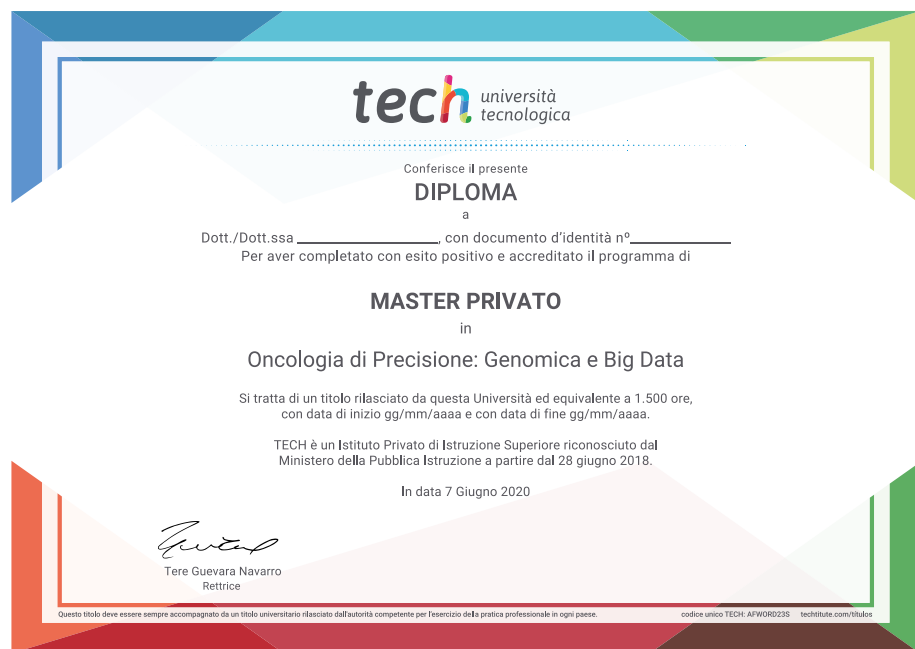 tech università
tecnologica
Conferisce il presente
DIPLOMA
a
Dott./Dott.ssa ________________, con documento d'identità nº____________
Per aver completato con esito positivo e accreditato il programma di
MASTER PRIVATO
in
Oncologia di Precisione: Genomica e Big Data
Si tratta di un titolo rilasciato da questa Università ed equivalente a 1.500 ore,
con data di inizio gg/mm/aaaa e con data di fine gg/mm/aaaa.
TECH è un Istituto Privato di Istruzione Superiore riconosciuto dal
Ministero della Pubblica Istruzione a partire dal 28 giugno 2018.
In data 7 Giugno 2020
Tere Guevara Navarro
Rettrice
Questo titolo deve essere sempre accompagnato da un titolo universitario rilasciato dall'autorità competente per l'esercizio della pratica professionale in ogni paese. codice unico TECH: AFWORD23S techtitute.com/titulos